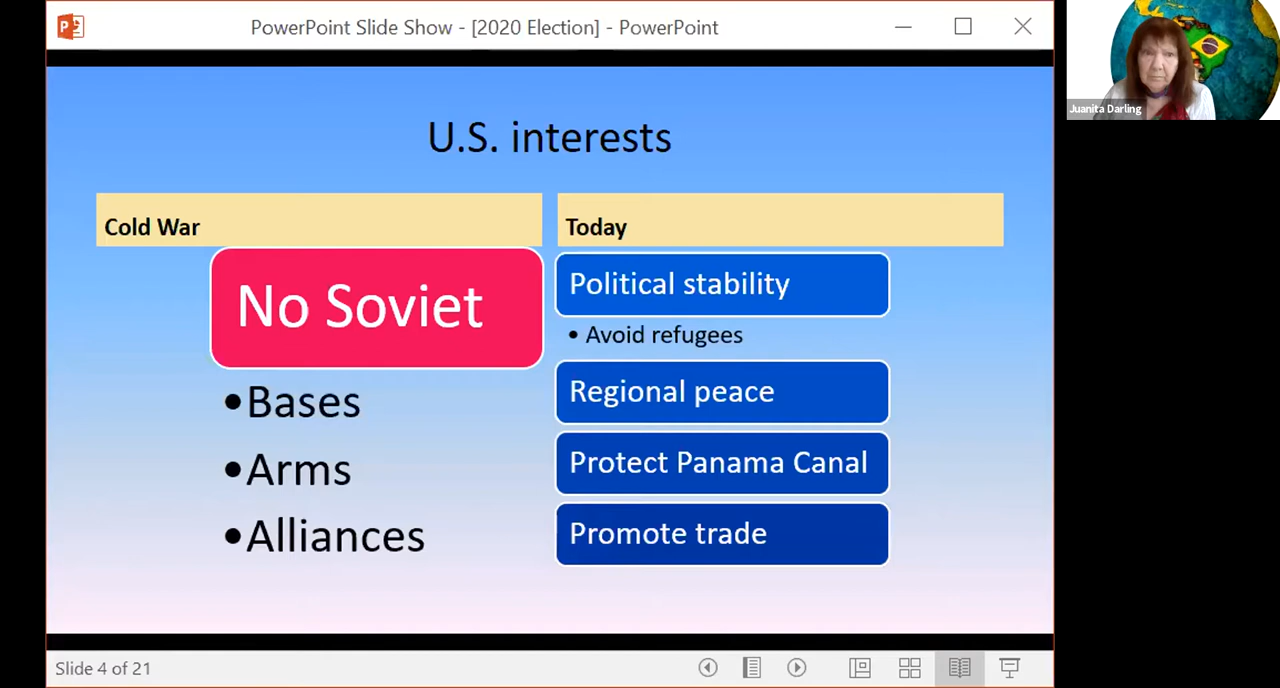 PowerPoint Slide Show - [2020 Election] - PowerPoint
Juanita Darling
U.S. interests
Cold War
No Soviet
•Bases
•Arms
•Alliances
Today
Political stability
• Avoid refugees
Regional peace
Protect Panama Canal
Promote trade
Slide 4 of 21